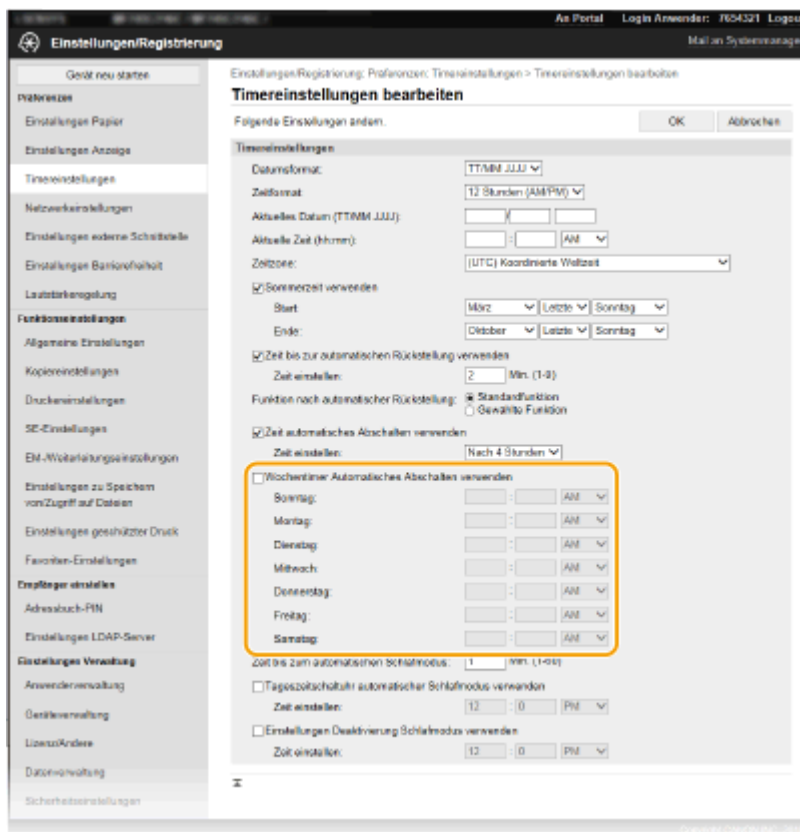 An Portal Login Anwender: 7654321 Logou
Einstellungen/Registrierung
Mail an Systemmanage
Gerät neu starten
Präferenzen
Einstellungen Papier
Einstellungen Anzeige
Timereinstellungen
Netzwerkeinstellungen
Einstellungen externe Schnittstelle
Einstellungen Barrierefreiheit
Lautstärkeregelung
Funktionseinstellungen
Allgemeine Einstellungen
Kopiereinstellungen
Druckereinstellungen
SE-Einstellungen
EM-/Weiterleitungseinstellungen
Einstellungen zu Speichern
von/Zugriff auf Dateien
Einstellungen geschützter Druck
Favoriten-Einstellungen
Empfänger einstellen
Adressbuch-PIN
Einstellungen LDAP-Server
Einstellungen Verwaltung
Anwenderverwaltung
Geräteverwaltung
Lizenz/Andere
Datenverwaltung
Sicherheitseinstellungen
Einstellungen/Registrierung: Präferenzen: Timereinstellungen > Timereinstellungen bearbeiten
Timereinstellungen bearbeiten
Folgende Einstellungen ändern.
OK Abbrechen
Timereinstellungen
Datumsformat: TT/MM JJJJ
Zeitformat: 12 Stunden (AM/PM)
Aktuelles Datum (TT/MM JJJJ): /
Aktuelle Zeit (hh:mm): : AM
Zeitzone: (UTC) Koordinierte Weltzeit
Sommerzeit verwenden
Start: März Letzte Sonntag
Ende: Oktober Letzte Sonntag
Zeit bis zur automatischen Rückstellung verwenden
Zeit einstellen: 2 Min. (1-9)
Funktion nach automatischer Rückstellung: Standardfunktion
Gewählte Funktion
Zeit automatisches Abschalten verwenden
Zeit einstellen: Nach 4 Stunden
Wochentimer Automatisches Abschalten verwenden
Sonntag: : AM
Montag: : AM
Dienstag: : AM
Mittwoch: : AM
Donnerstag: : AM
Freitag: : AM
Samstag: : AM
Zeit bis zum automatischen Schlafmodus: 1 Min. (1-60)
Tageszeitschaltuhr automatischer Schlafmodus verwenden
Zeit einstellen: 12 : 0 PM
Einstellungen Deaktivierung Schlafmodus verwenden
Zeit einstellen: 12 : 0 PM